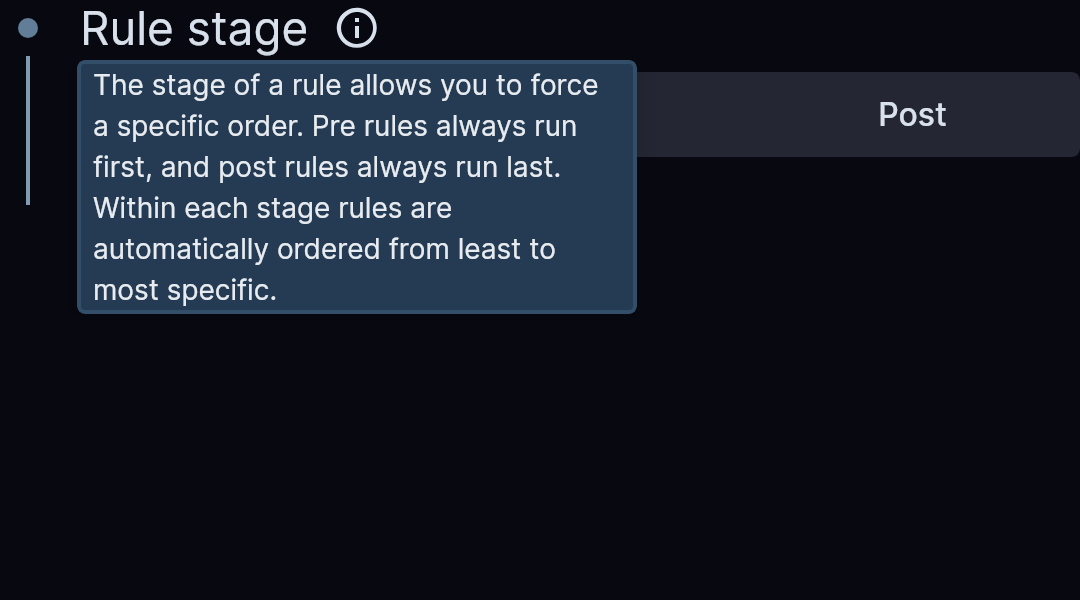 Rule stage
The stage of a rule allows you to force
a specific order. Pre rules always run
first, and post rules always run last.
Within each stage rules are
automatically ordered from least to
most specific.
Post